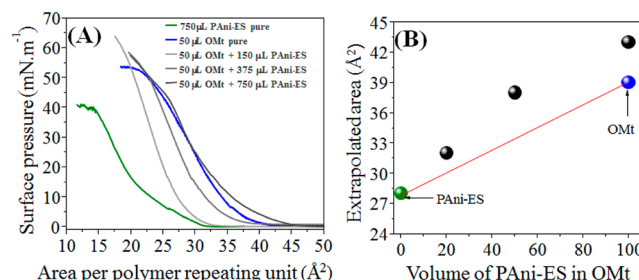 (A)
750μL PAni-ES pure
50 μL OMt pure
50 μL OMt + 150 μL PAni-ES
50 μL OMt + 375 μL PAni-ES
50 μL OMt + 750 μL PAni-ES
Surface pressure (mN.m⁻¹)
70
60
50
40
30
20
10
0
10 15 20 25 30 35 40 45 50
Area per polymer repeating unit (Å²)
(B)
Extrapolated area (Å²)
45
42
39
36
33
30
27
24
OMt
PAni-ES
0 20 40 60 80 100
Volume of PAni-ES in OMt